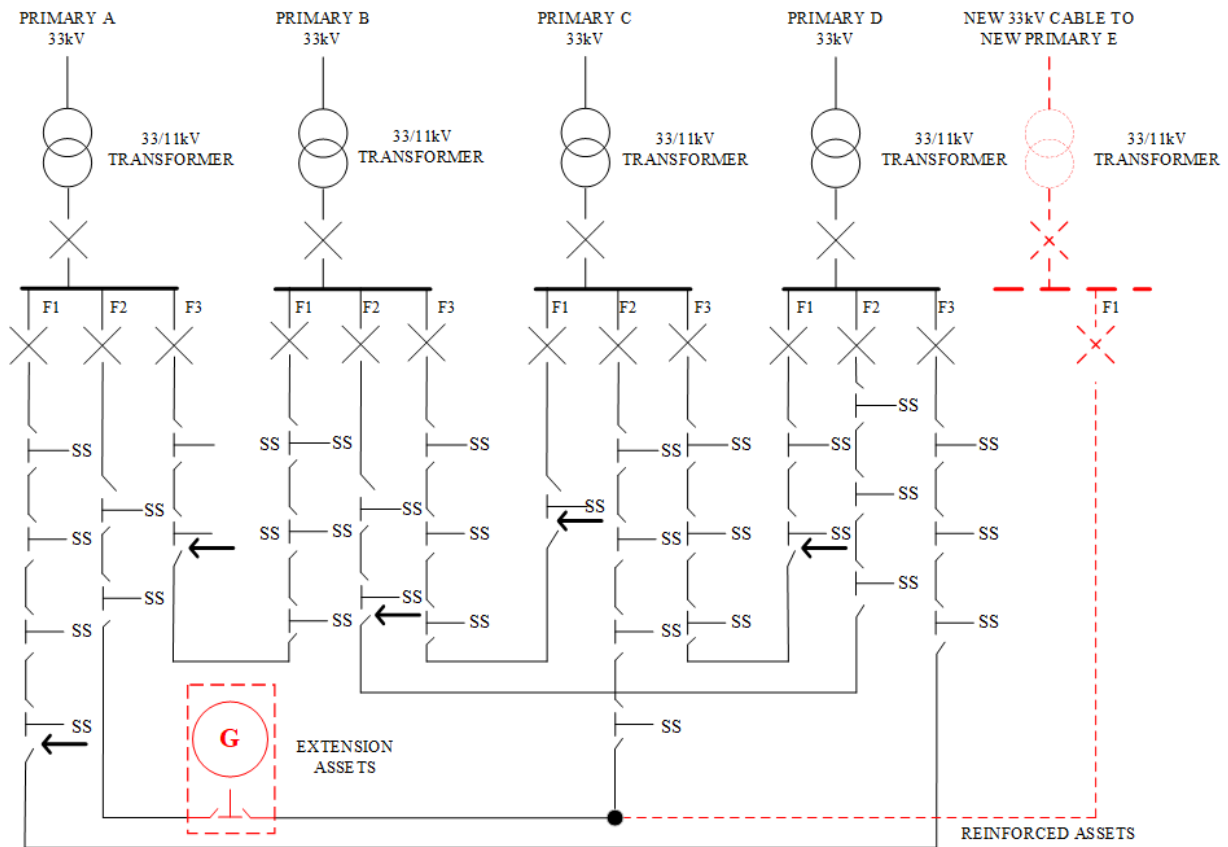 PRIMARY A
33kV
PRIMARY B
33kV
PRIMARY C
33kV
PRIMARY D
33kV
NEW 33kV CABLE TO
NEW PRIMARY E
33/11kV
TRANSFORMER
33/11kV
TRANSFORMER
33/11kV
TRANSFORMER
33/11kV
TRANSFORMER
33/11kV
TRANSFORMER
F1 F2 F3
F1 F2 F3
F1 F2 F3
F1 F2 F3
F1
SS
SS SS SS SS SS SS SS SS
SS SS SS SS SS
SS SS SS SS SS SS SS SS
SS SS SS
SS SS SS SS SS SS SS
SS SS
G
EXTENSION
ASSETS
REINFORCED ASSETS